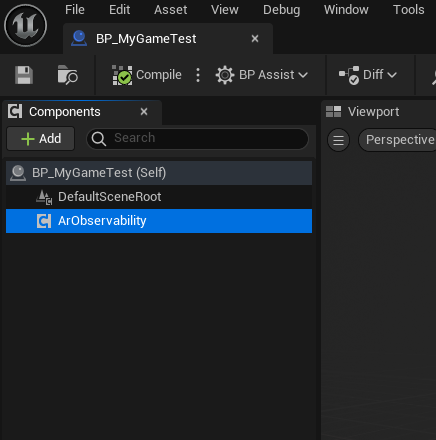 File Edit Asset View Debug Window Tools
BP_MyGameTest
Compile BP Assist Diff
Components Viewport
Add Search Perspective
BP_MyGameTest (Self)
DefaultSceneRoot
ArObservability